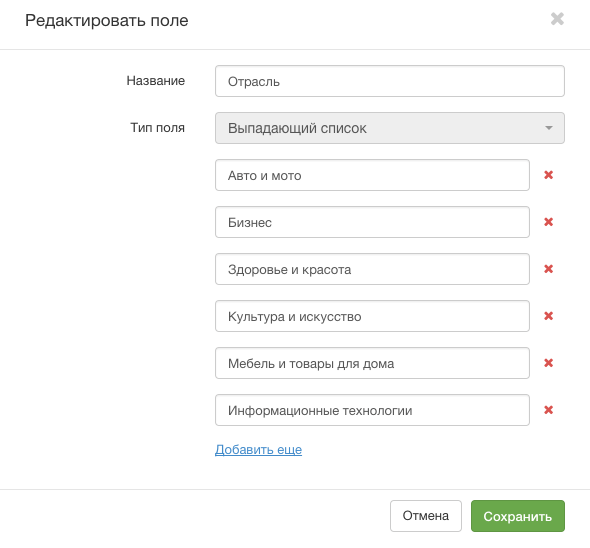 Редактировать поле
Название
Отрасль
Тип поля
Выпадающий список
Авто и мото
Бизнес
Здоровье и красота
Культура и искусство
Мебель и товары для дома
Информационные технологии
Добавить еще
Отмена
Сохранить